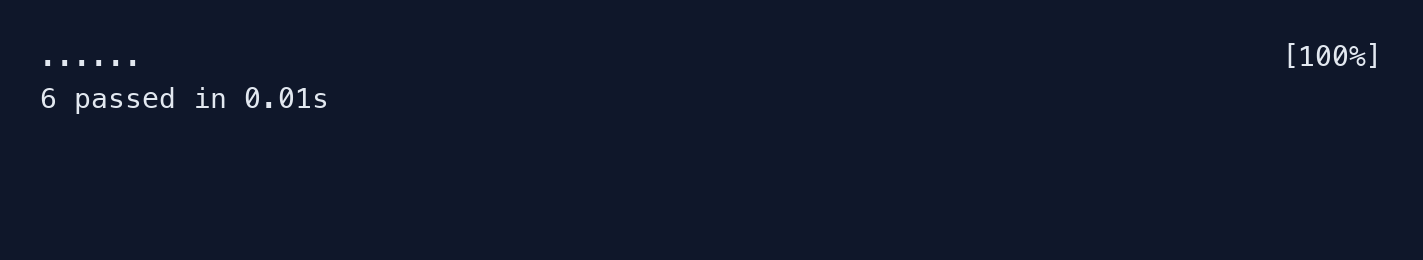 ...... [100%]
6 passed in 0.01s